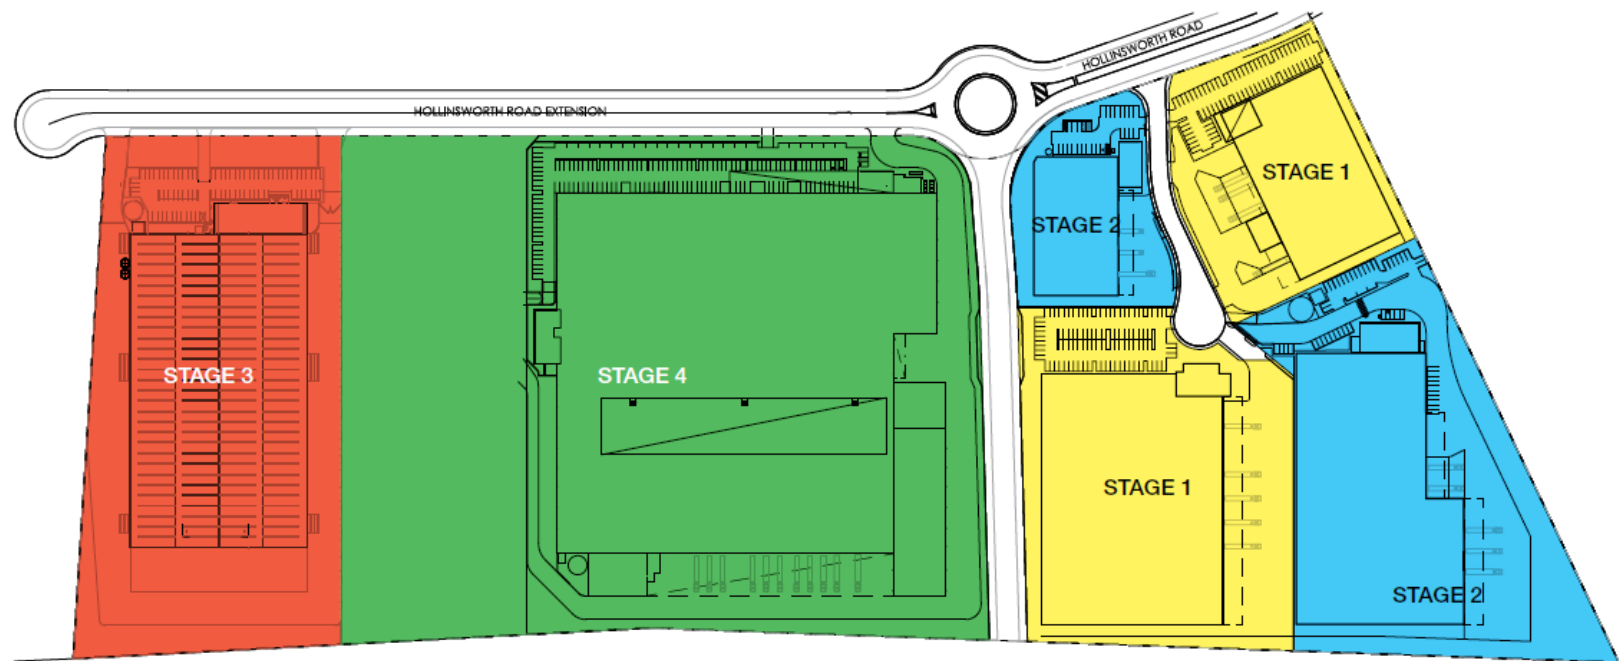 HOLLINSWORTH ROAD
HOLLINSWORTH ROAD EXTENSION
STAGE 1
STAGE 2
STAGE 3
STAGE 4
STAGE 1
STAGE 2